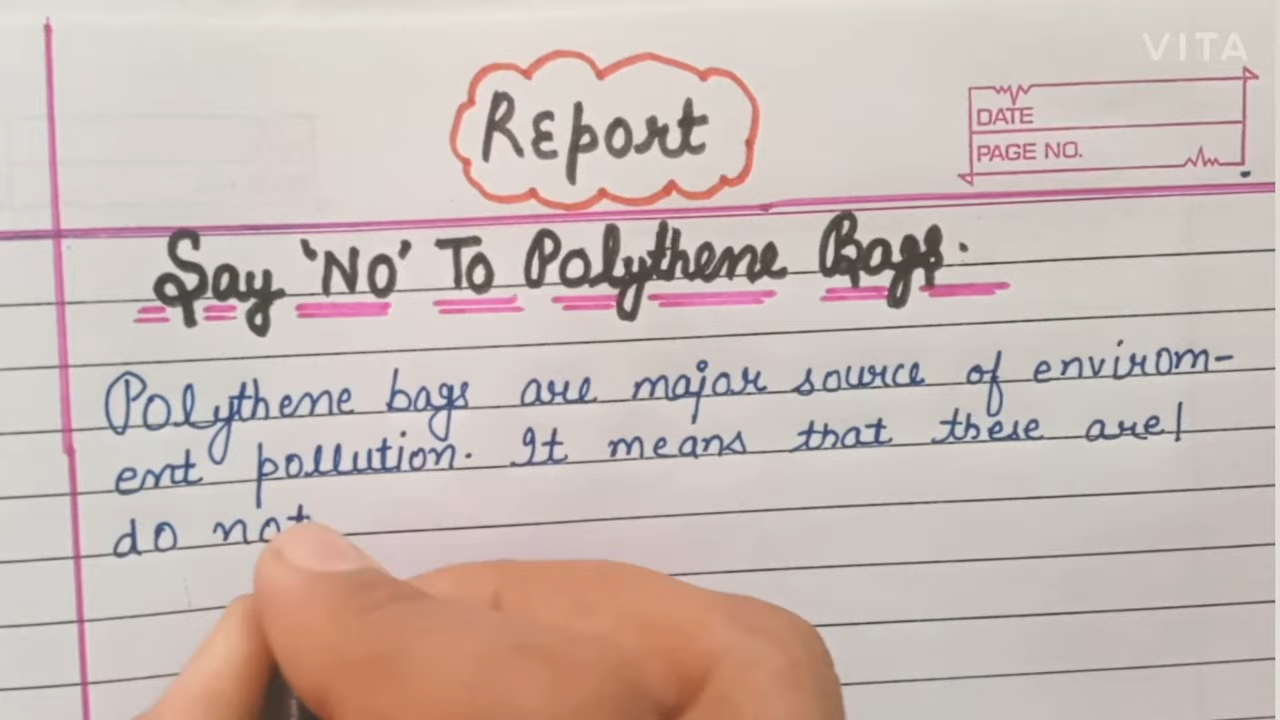 VITA
Report
DATE
PAGE NO.
Say 'NO' To Polythene Bags.
Polythene bags are major source of envirom-
ent pollution. It means that these are/
do not